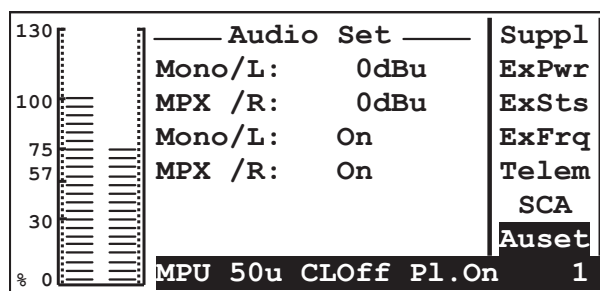 130
100
75
57
30
% 0
Audio Set
Mono/L: 0dBu
MPX /R: 0dBu
Mono/L: On
MPX /R: On
MPU 50u CLOff Pl.On 1
Suppl
ExPwr
ExSts
ExFrq
Telem
SCA
Auset